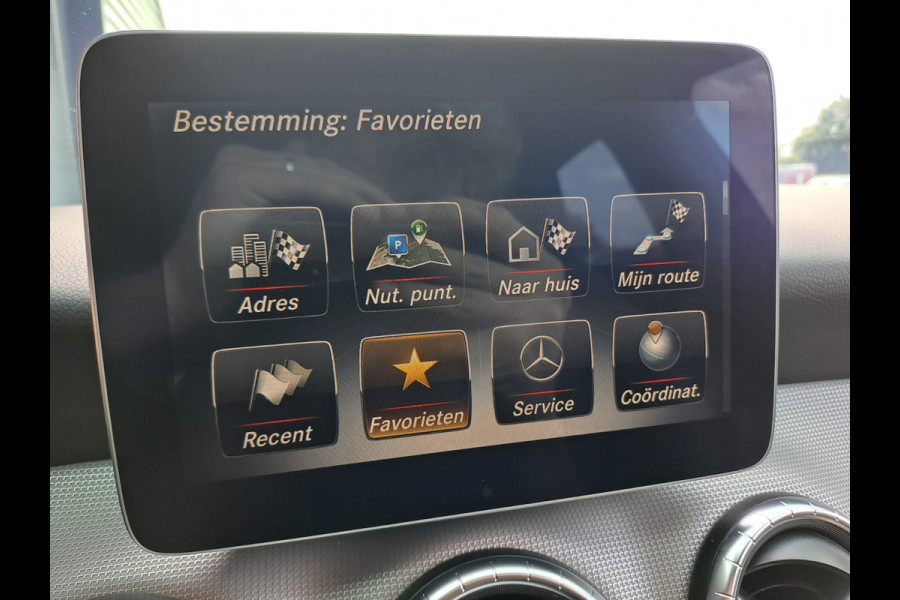 Bestemming: Favorieten
Adres
Nut. punt.
Naar huis
Mijn route
Recent
Favorieten
Service
Coördinat.
P